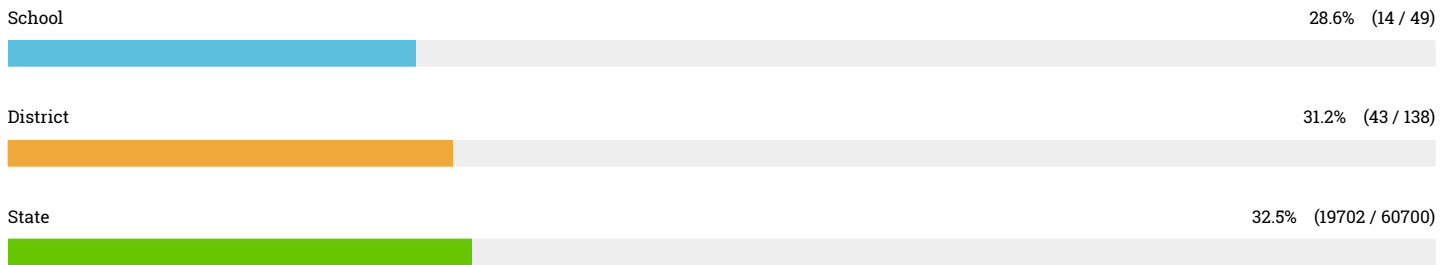 School 28.6% (14 / 49)
District 31.2% (43 / 138)
State 32.5% (19702 / 60700)